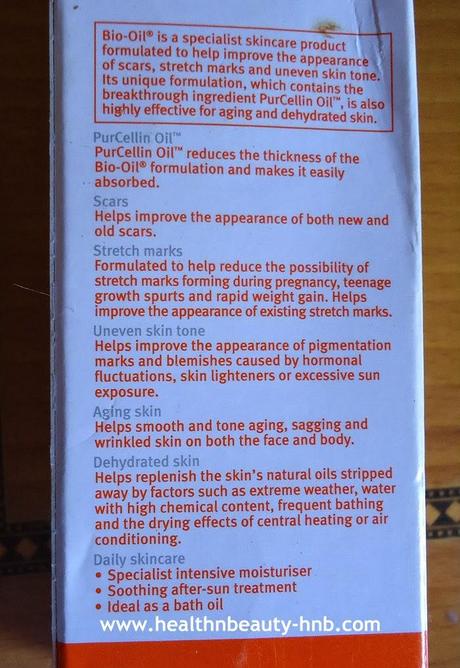 Bio-Oil® is a specialist skincare product
formulated to help improve the appearance
of scars, stretch marks and uneven skin tone.
Its unique formulation, which contains the
breakthrough ingredient PurCellin Oil™, is also
highly effective for aging and dehydrated skin.
PurCellin Oil™
PurCellin Oil™ reduces the thickness of the
Bio-Oil® formulation and makes it easily
absorbed.
Scars
Helps improve the appearance of both new and
old scars.
Stretch marks
Formulated to help reduce the possibility of
stretch marks forming during pregnancy, teenage
growth spurts and rapid weight gain. Helps
improve the appearance of existing stretch marks.
Uneven skin tone
Helps improve the appearance of pigmentation
marks and blemishes caused by hormonal
fluctuations, skin lighteners or excessive sun
exposure.
Aging skin
Helps smooth and tone aging, sagging and
wrinkled skin on both the face and body.
Dehydrated skin
Helps replenish the skin's natural oils stripped
away by factors such as extreme weather, water
with high chemical content, frequent bathing
and the drying effects of central heating or air
conditioning.
Daily skincare
• Specialist intensive moisturiser
• Soothing after-sun treatment
• Ideal as a bath oil
www.healthnbeauty-hnb.com